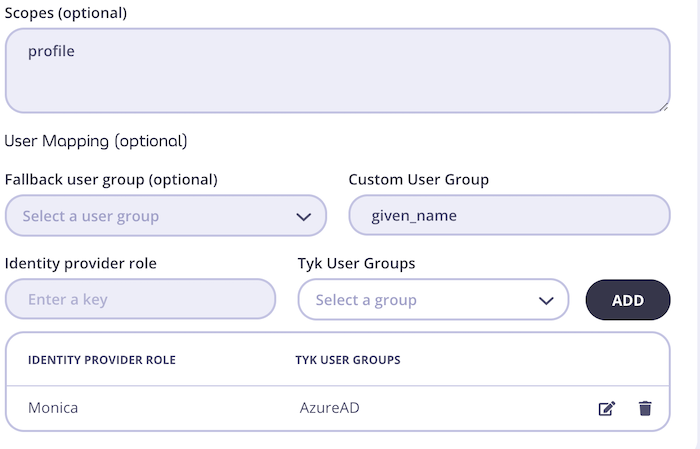 Scopes (optional)
profile
User Mapping (optional)
Fallback user group (optional) Custom User Group
Select a user group given_name
Identity provider role Tyk User Groups
Enter a key Select a group ADD
IDENTITY PROVIDER ROLE TYK USER GROUPS
Monica AzureAD